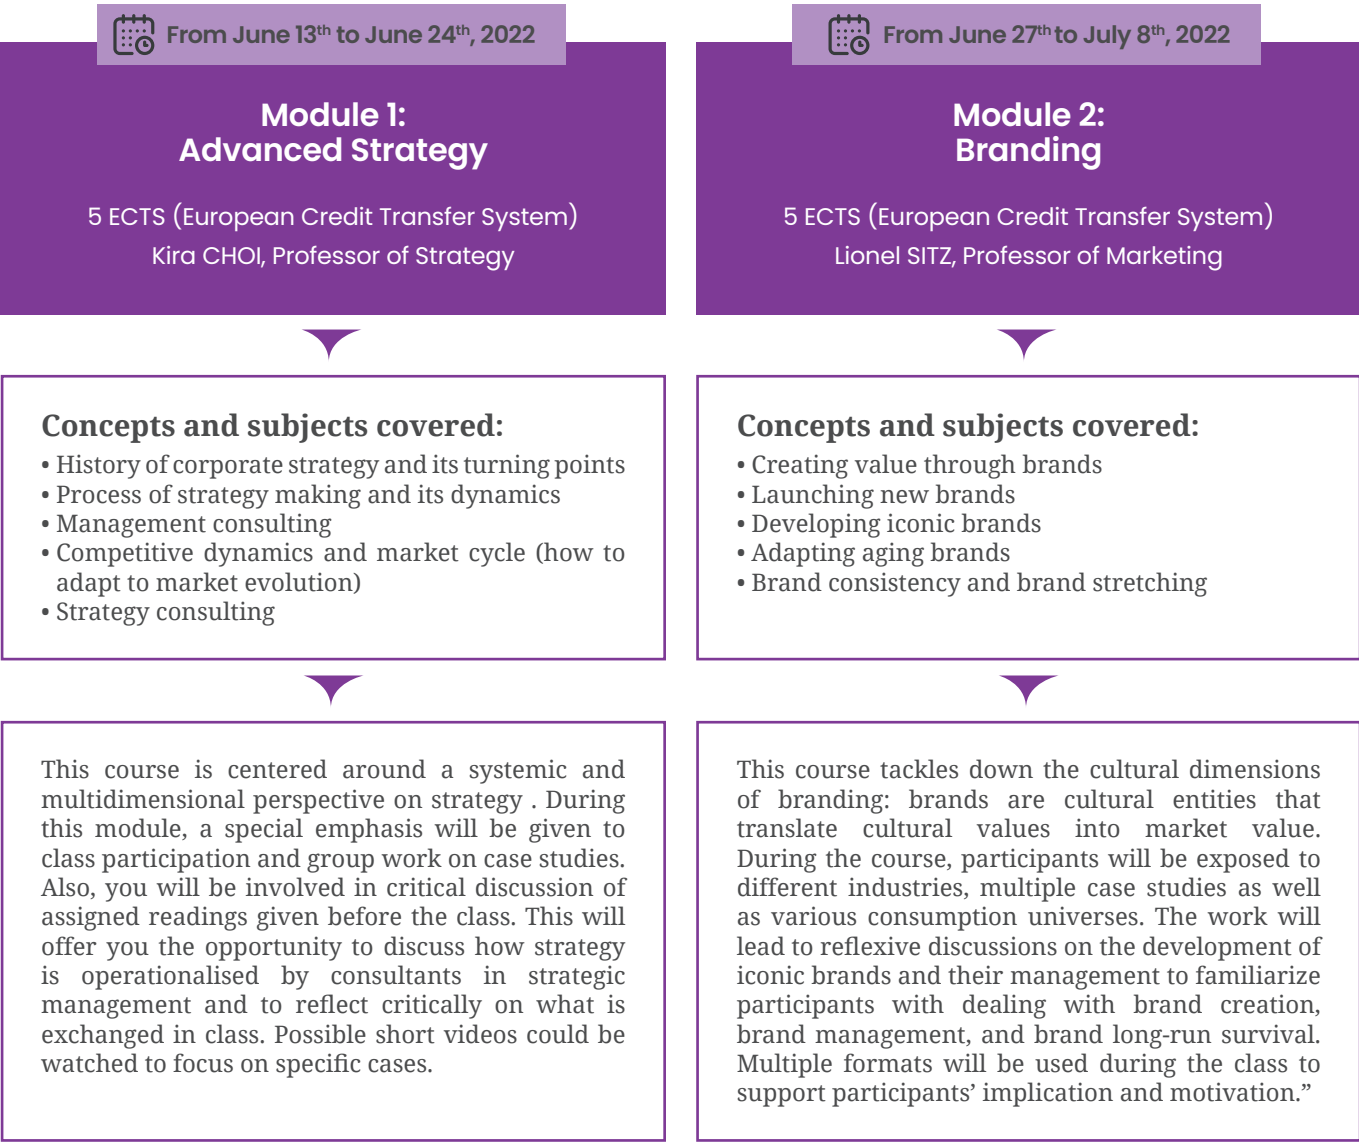 From June 13th to June 24th, 2022
Module 1:
Advanced Strategy
5 ECTS (European Credit Transfer System)
Kira CHOI, Professor of Strategy
Concepts and subjects covered:
• History of corporate strategy and its turning points
• Process of strategy making and its dynamics
• Management consulting
• Competitive dynamics and market cycle (how to
adapt to market evolution)
• Strategy consulting
This course is centered around a systemic and
multidimensional perspective on strategy . During
this module, a special emphasis will be given to
class participation and group work on case studies.
Also, you will be involved in critical discussion of
assigned readings given before the class. This will
offer you the opportunity to discuss how strategy
is operationalised by consultants in strategic
management and to reflect critically on what is
exchanged in class. Possible short videos could be
watched to focus on specific cases.
From June 27th to July 8th, 2022
Module 2:
Branding
5 ECTS (European Credit Transfer System)
Lionel SITZ, Professor of Marketing
Concepts and subjects covered:
• Creating value through brands
• Launching new brands
• Developing iconic brands
• Adapting aging brands
• Brand consistency and brand stretching
This course tackles down the cultural dimensions
of branding: brands are cultural entities that
translate cultural values into market value.
During the course, participants will be exposed to
different industries, multiple case studies as well
as various consumption universes. The work will
lead to reflexive discussions on the development of
iconic brands and their management to familiarize
participants with dealing with brand creation,
brand management, and brand long-run survival.
Multiple formats will be used during the class to
support participants’ implication and motivation.”